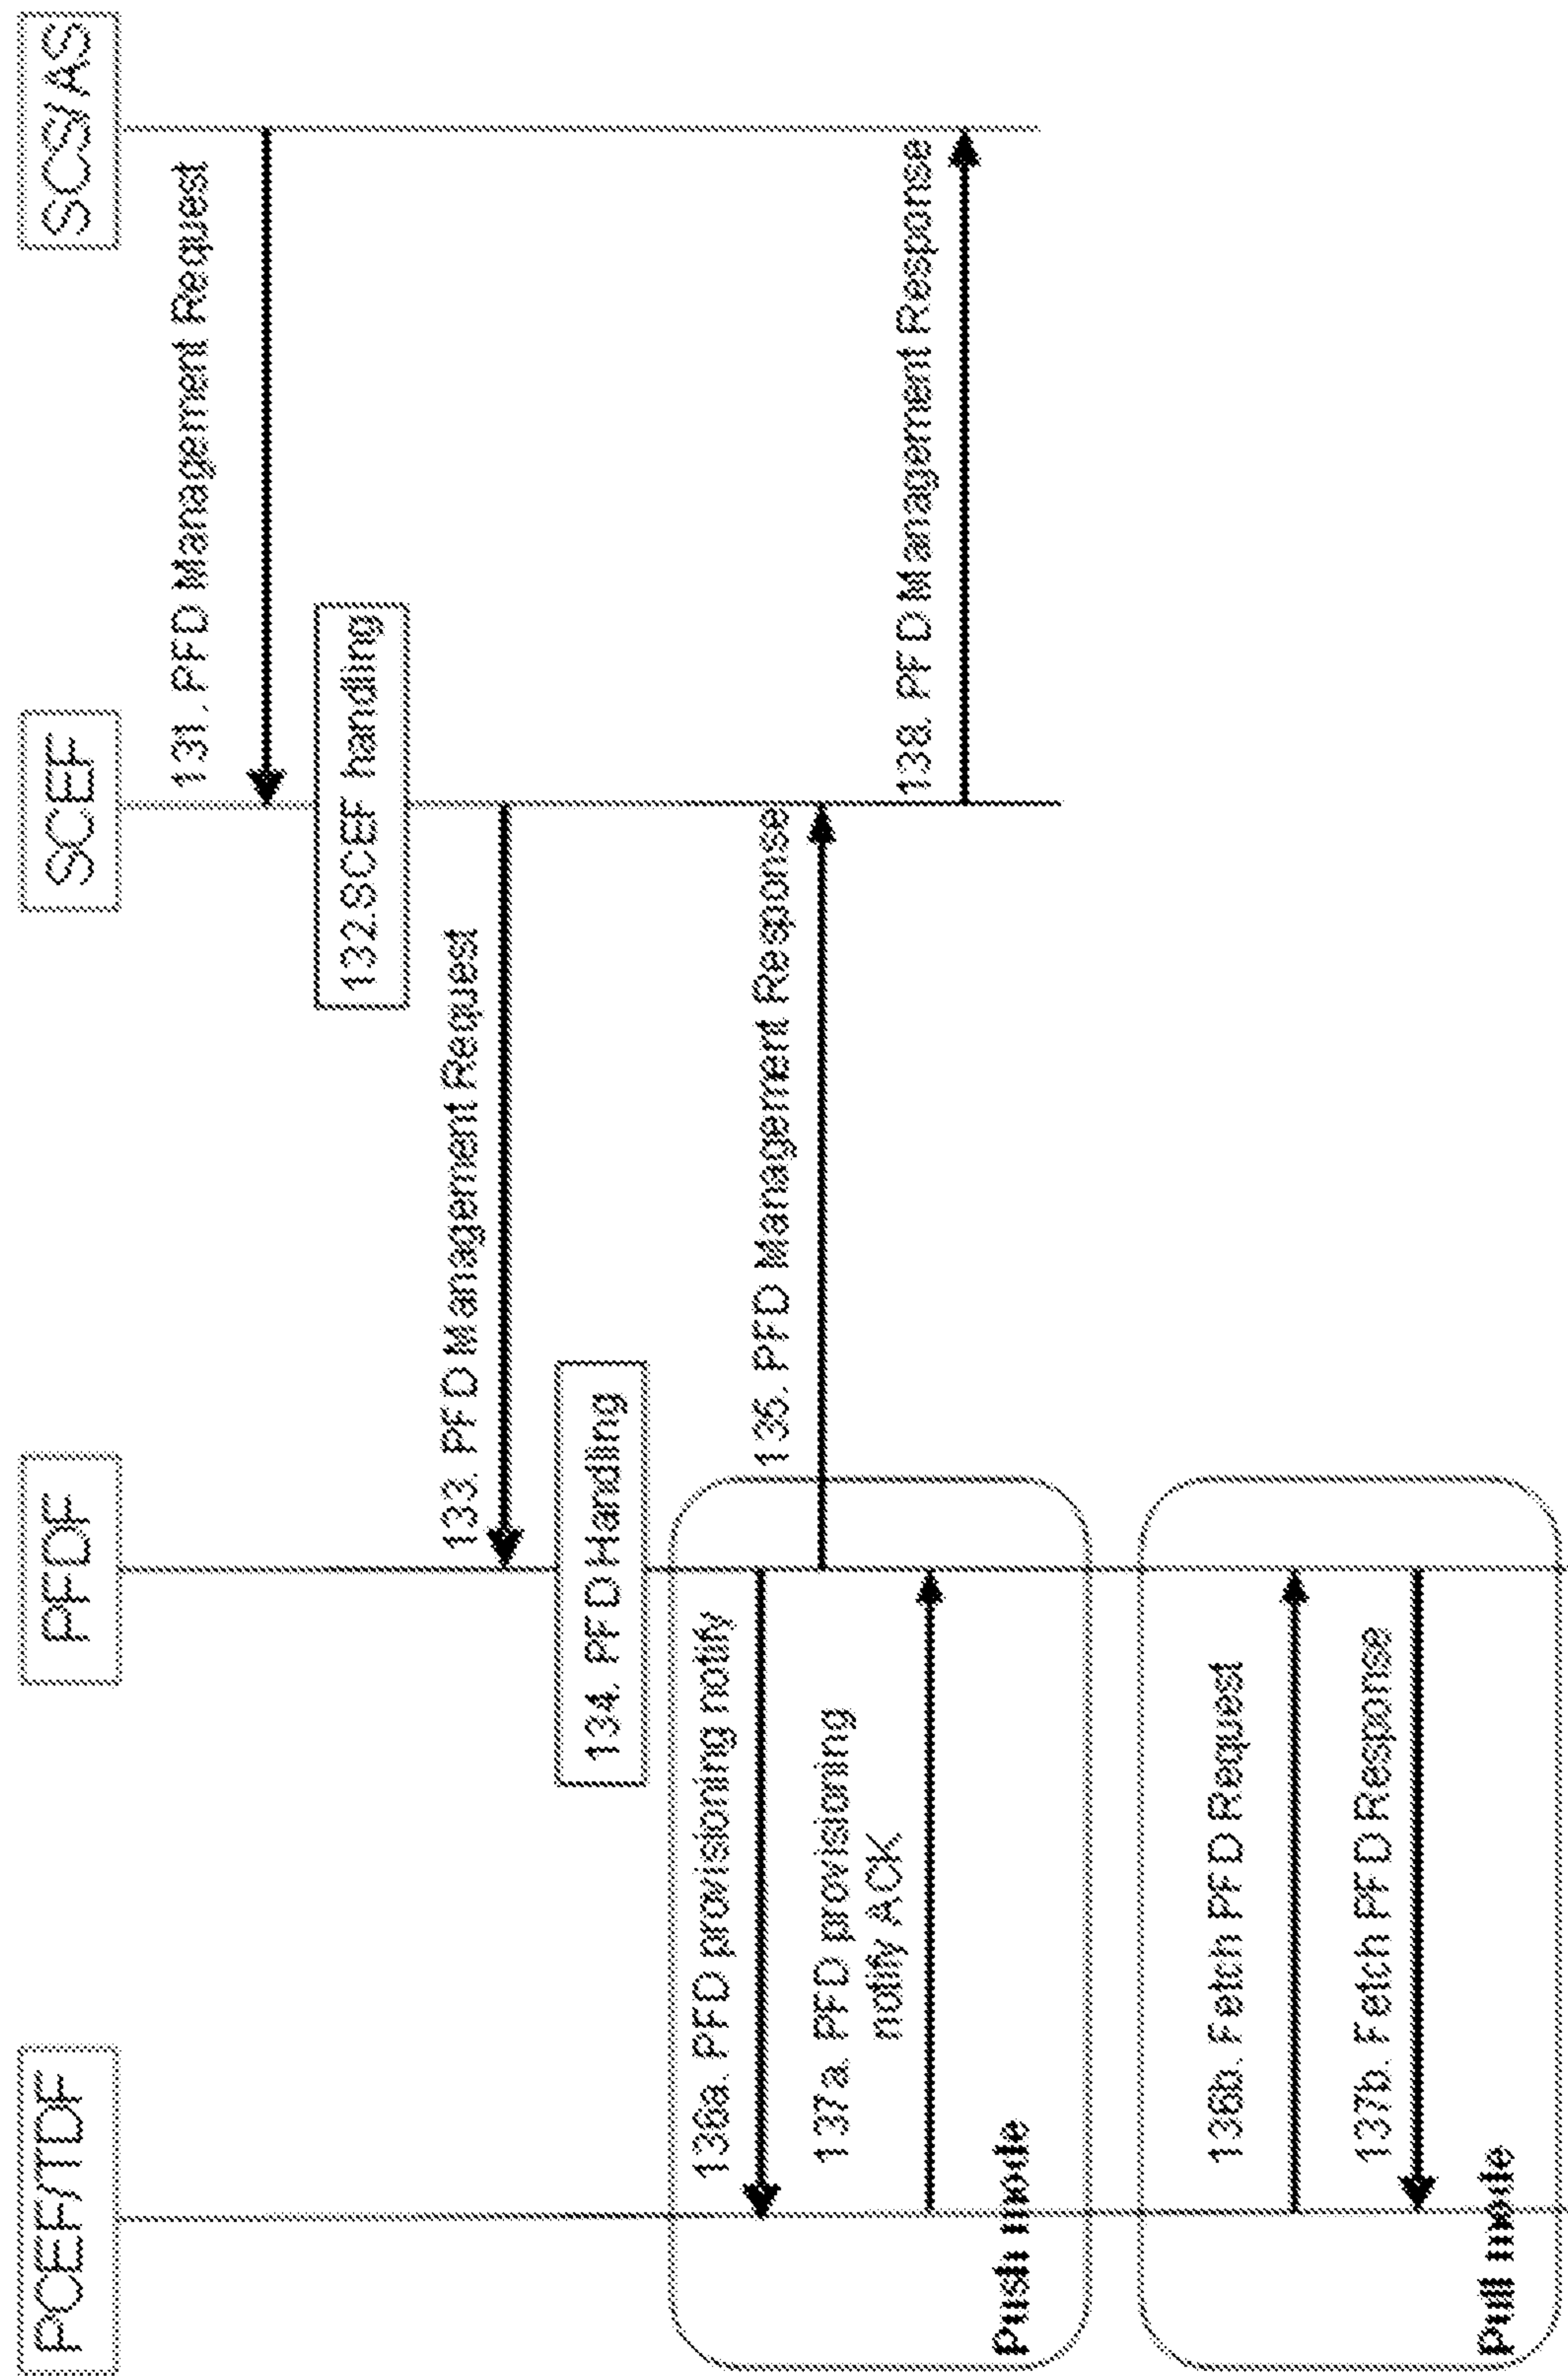 PCEF/TDF
PFDF
SCEF
SCS/AS
131. PFD Management Request
132.SCEF handling
133. PFD Management Request
134. PFD Handling
136a. PFD provisioning notify
135. PFD Management Response
137a. PFD provisioning
notify ACK
138. PFD Management Response
Push mode
136b. Fetch PFD Request
137b. Fetch PFD Response
Pull mode